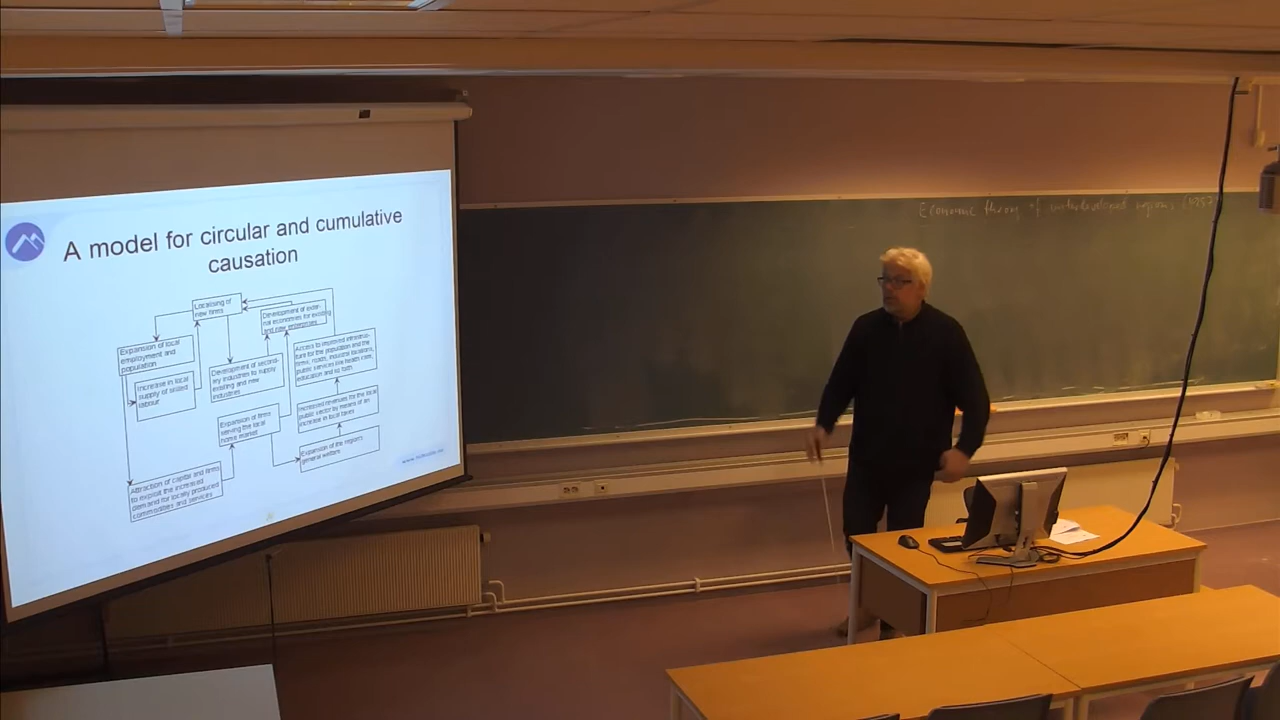 A model for circular and cumulative
causation
Localising of
new firms
Development of exter-
nal economies for existing
and new enterprises
Expansion of local
employment and
population
Access to improved infrastruc-
ture for the population and the
firms; roads, industrial locations,
public services like health care,
education and so forth
Development of second-
ary industries to supply
existing and new
industries
Increase in local
supply of skilled
labour
Increased revenues for the local
public sector by means of an
increase in local taxes
Expansion of firms
serving the local
home market
Expansion of the region's
general welfare
Attraction of capital and firms
to exploit the increased
demand for locally produced
commodities and services
Economic theory of underdeveloped regions (1957